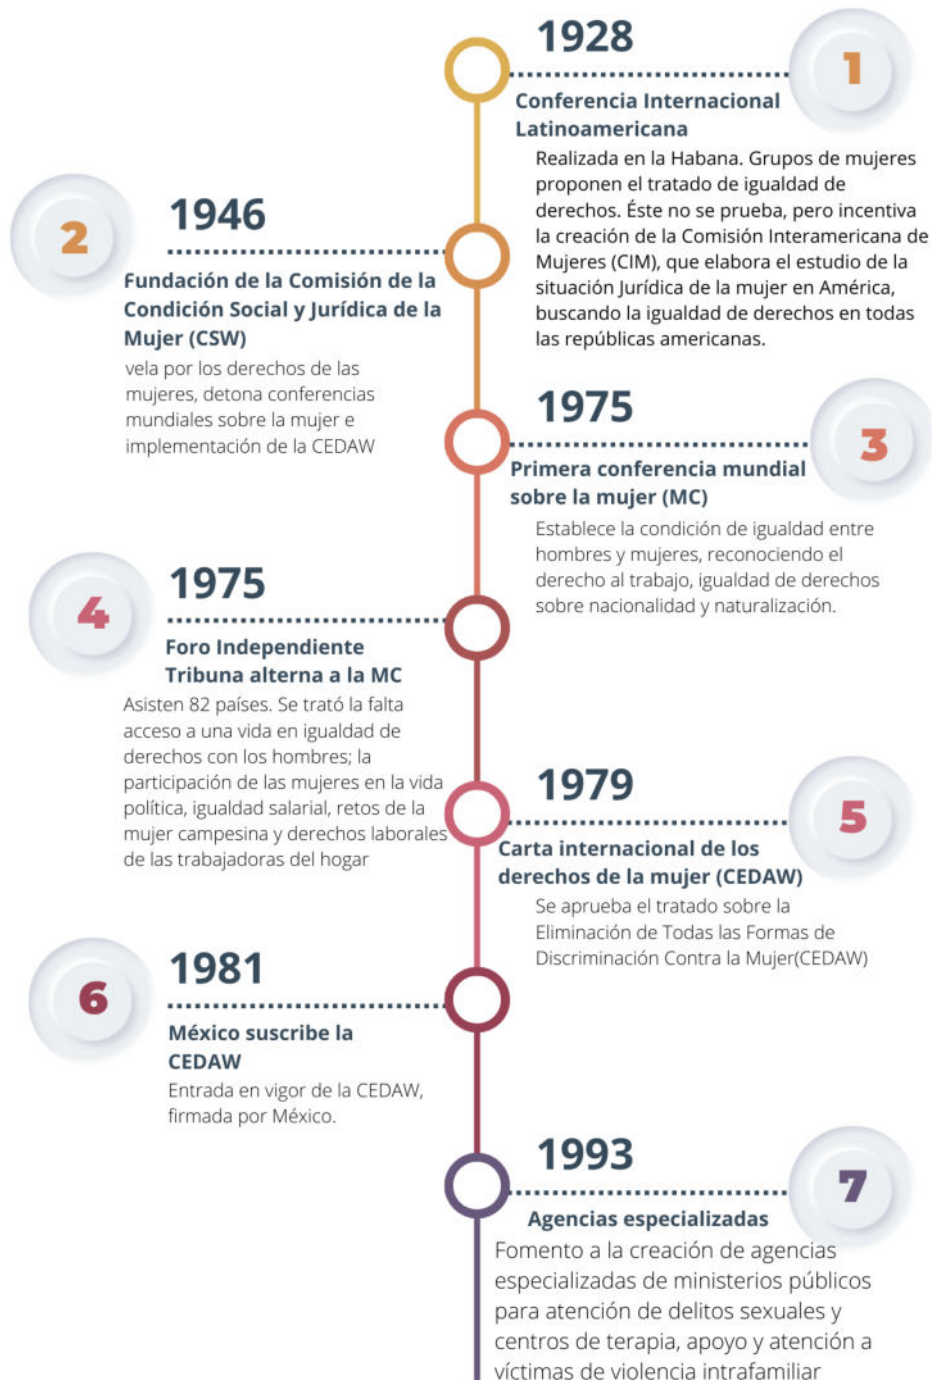 1928
1
Conferencia Internacional
Latinoamericana
Realizada en la Habana. Grupos de mujeres
proponen el tratado de igualdad de
derechos. Éste no se prueba, pero incentiva
la creación de la Comisión Interamericana de
Mujeres (CIM), que elabora el estudio de la
situación Jurídica de la mujer en América,
buscando la igualdad de derechos en todas
las repúblicas americanas.
2
1946
Fundación de la Comisión de la
Condición Social y Jurídica de la
Mujer (CSW)
vela por los derechos de las
mujeres, detona conferencias
mundiales sobre la mujer e
implementación de la CEDAW
1975
3
Primera conferencia mundial
sobre la mujer (MC)
Establece la condición de igualdad entre
hombres y mujeres, reconociendo el
derecho al trabajo, igualdad de derechos
sobre nacionalidad y naturalización.
4
1975
Foro Independiente
Tribuna alterna a la MC
Asisten 82 países. Se trató la falta
acceso a una vida en igualdad de
derechos con los hombres; la
participación de las mujeres en la vida
política, igualdad salarial, retos de la
mujer campesina y derechos laborales
de las trabajadoras del hogar
1979
5
Carta internacional de los
derechos de la mujer (CEDAW)
Se aprueba el tratado sobre la
Eliminación de Todas las Formas de
Discriminación Contra la Mujer(CEDAW)
6
1981
México suscribe la
CEDAW
Entrada en vigor de la CEDAW,
firmada por México.
1993
7
Agencias especializadas
Fomento a la creación de agencias
especializadas de ministerios públicos
para atención de delitos sexuales y
centros de terapia, apoyo y atención a
víctimas de violencia intrafamiliar